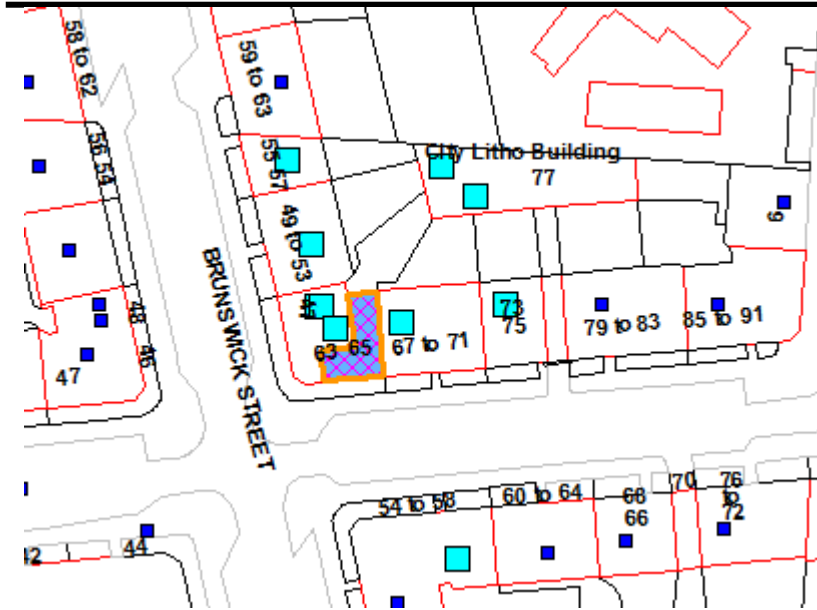 58 to 62
59 to 63
56 54
55 57
City Litho Building
77
49 to 53
9
BRUNSWICK STREET
48
46
47
63
65
67 to 71
73
75
79 to 83
85 to 91
54 to 58
60 to 64
68
66
70
76
to
72
42
44